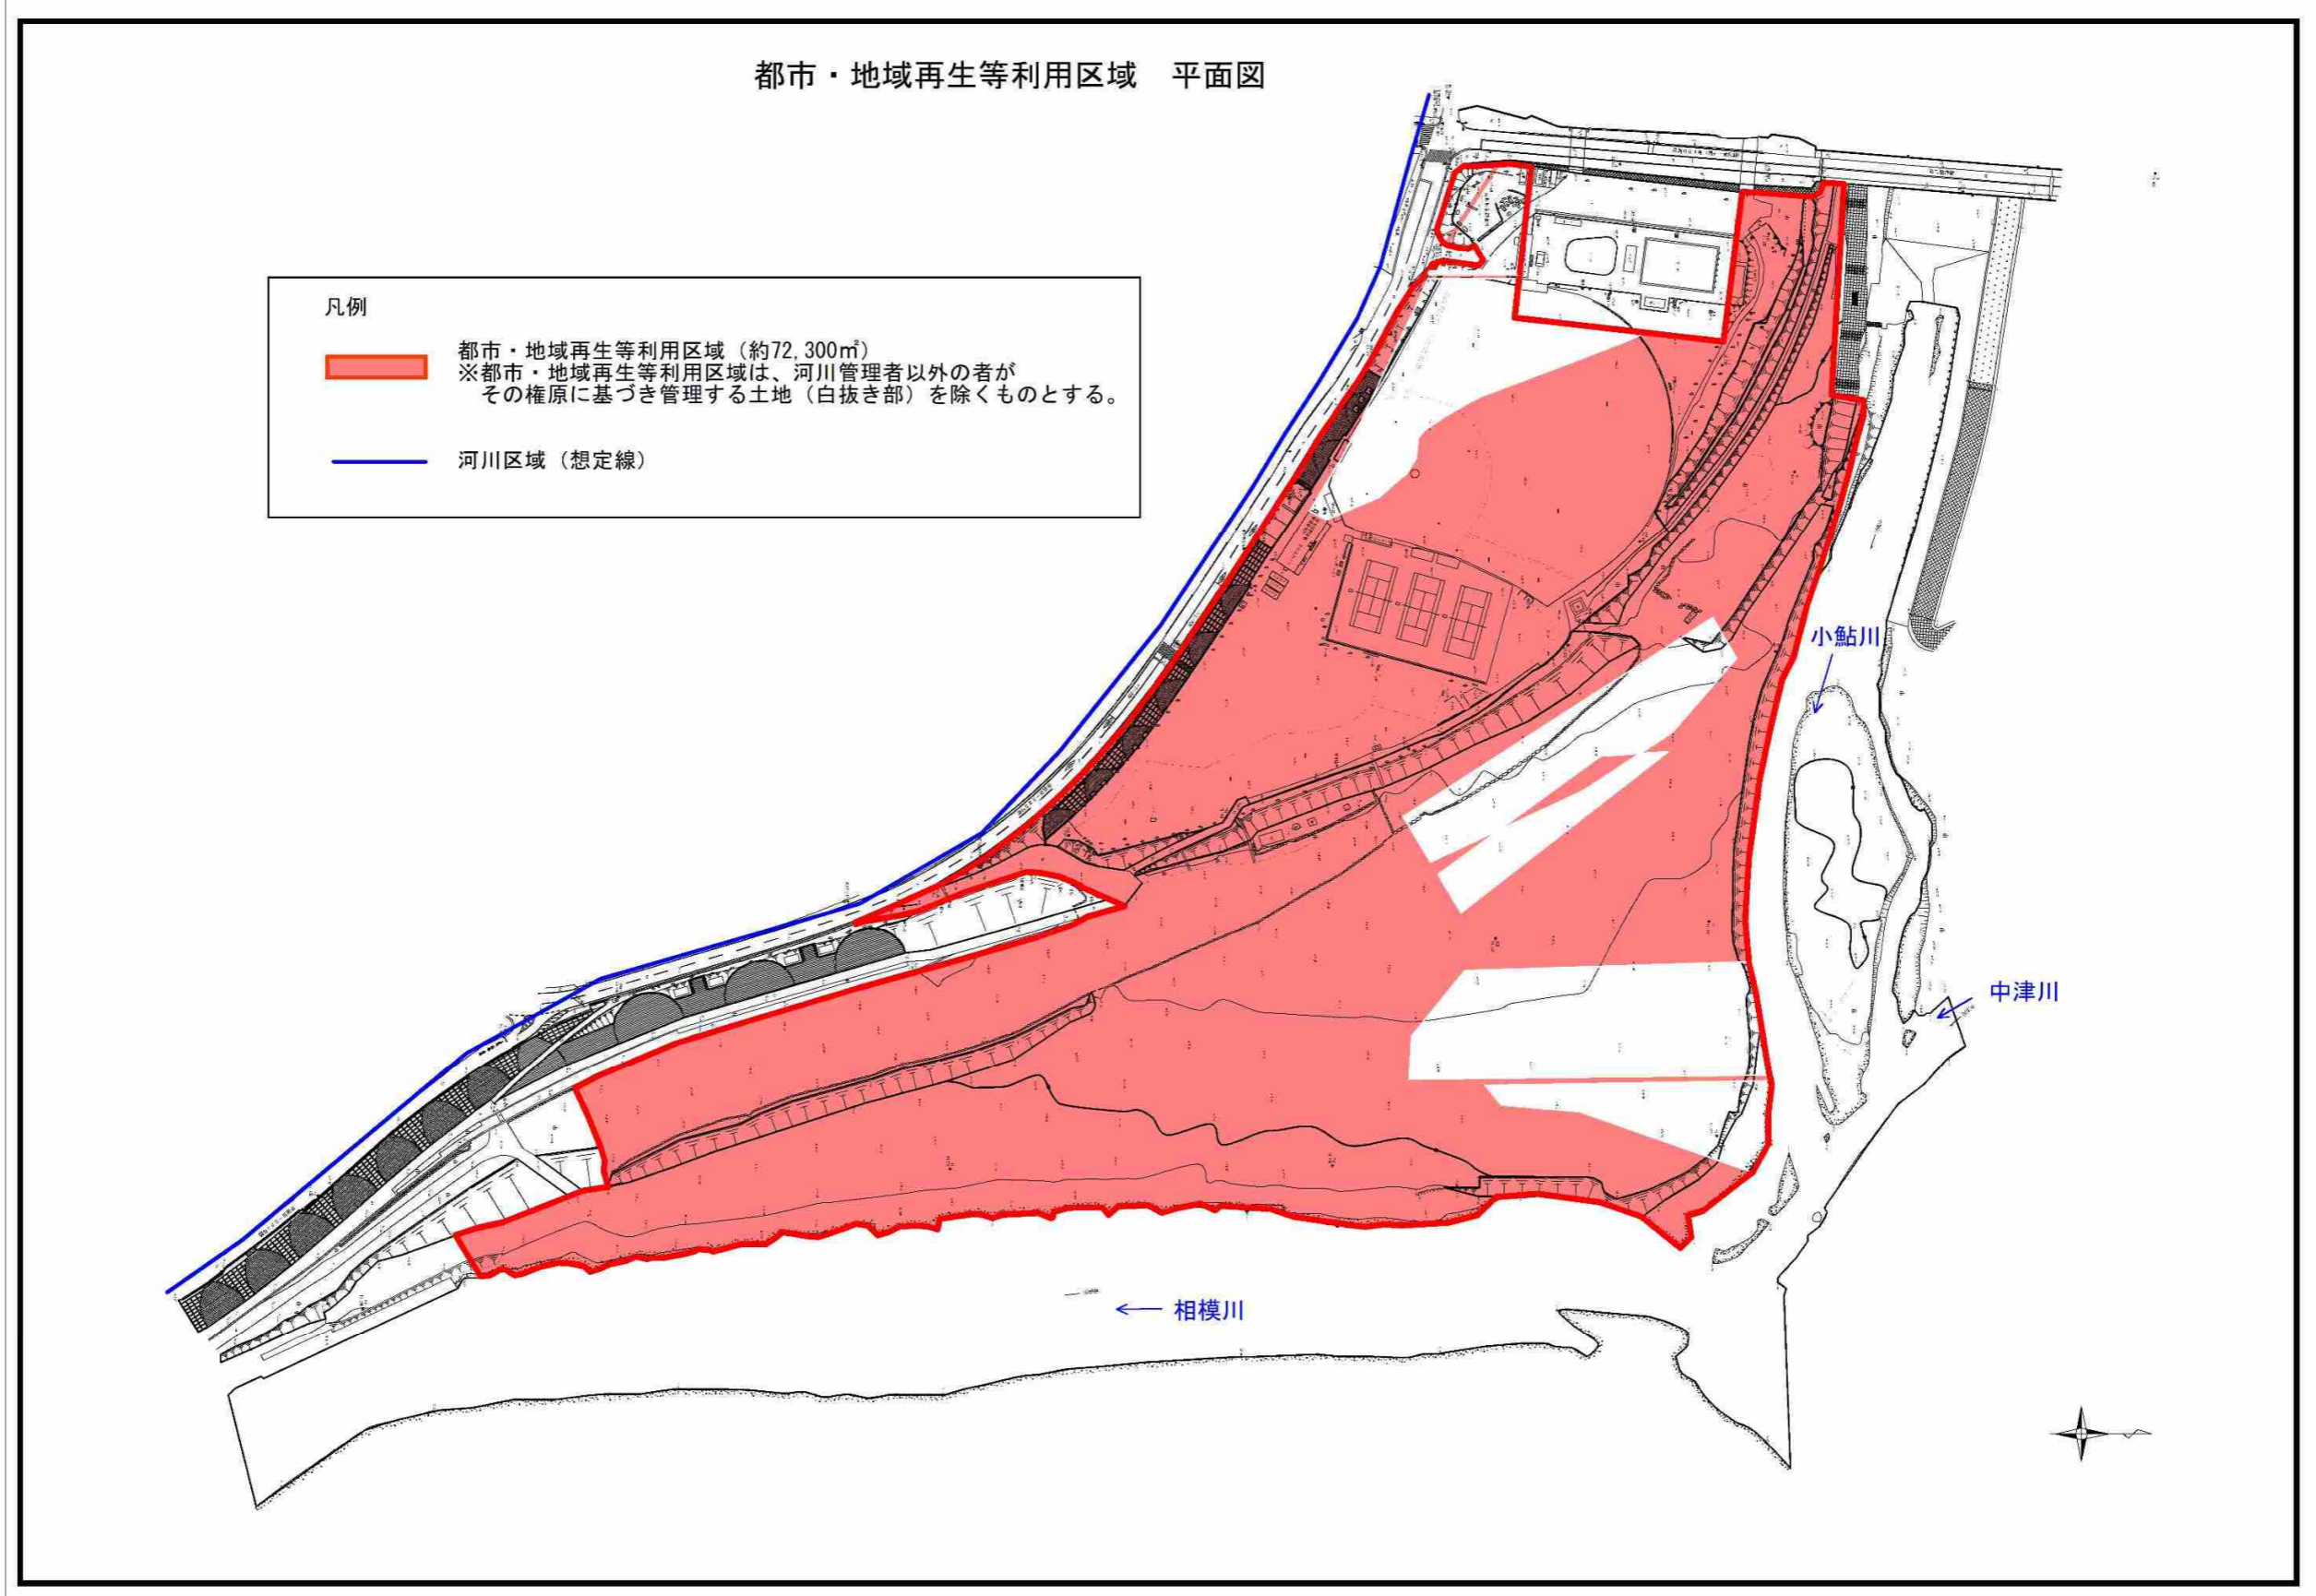 都市・地域再生等利用区域　平面図
凡例
都市・地域再生等利用区域（約72,300㎡）
※都市・地域再生等利用区域は、河川管理者以外の者が
その権原に基づき管理する土地（白抜き部）を除くものとする。
河川区域（想定線）
小鮎川
中津川
← 相模川